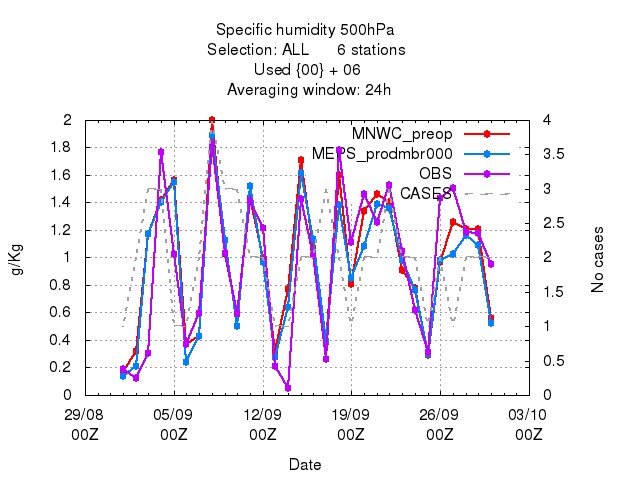 Specific humidity 500hPa
Selection: ALL      6 stations
Used {00} + 06
Averaging window: 24h
MNWC_preop
MEPS_prodmbr000
OBS
CASES
g/Kg
2
1.8
1.6
1.4
1.2
1
0.8
0.6
0.4
0.2
0
No cases
4
3.5
3
2.5
2
1.5
1
0.5
0
29/08 05/09 12/09 19/09 26/09 03/10
00Z 00Z 00Z 00Z 00Z 00Z
Date